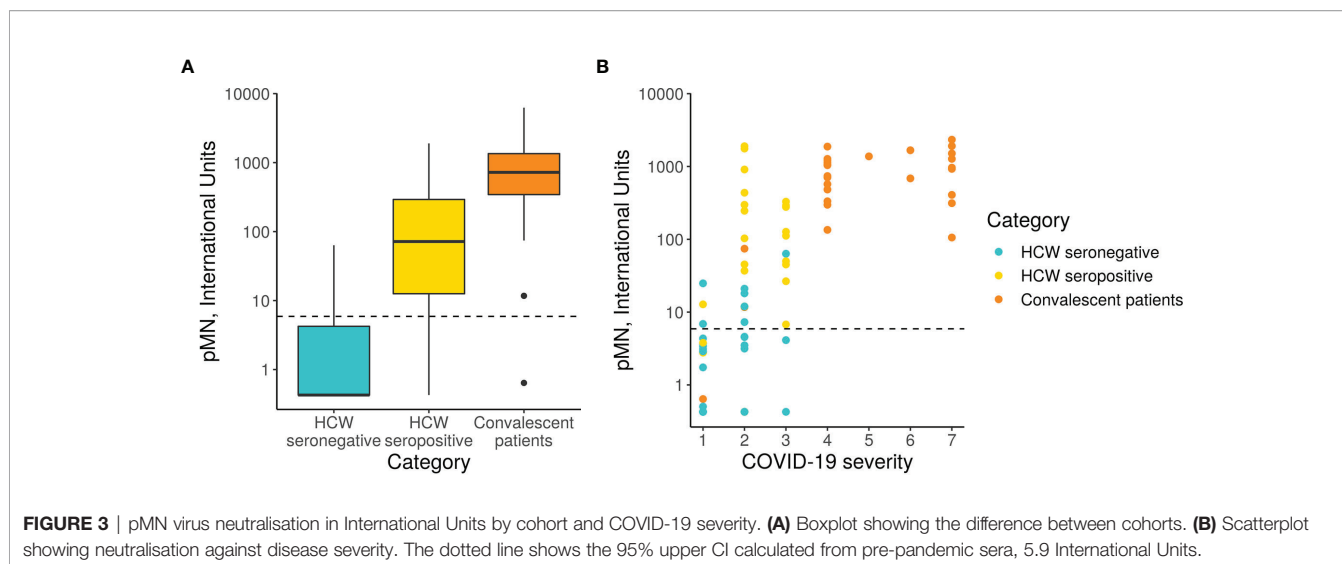 A
B
10000
1000
100
10
1
pMN, International Units
HCW
seronegative
HCW
seropositive
Convalescent
patients
Category
10000
1000
100
10
1
pMN, International Units
1 2 3 4 5 6 7
COVID-19 severity
Category
HCW seronegative
HCW seropositive
Convalescent patients
FIGURE 3 | pMN virus neutralisation in International Units by cohort and COVID-19 severity. (A) Boxplot showing the difference between cohorts. (B) Scatterplot
showing neutralisation against disease severity. The dotted line shows the 95% upper CI calculated from pre-pandemic sera, 5.9 International Units.